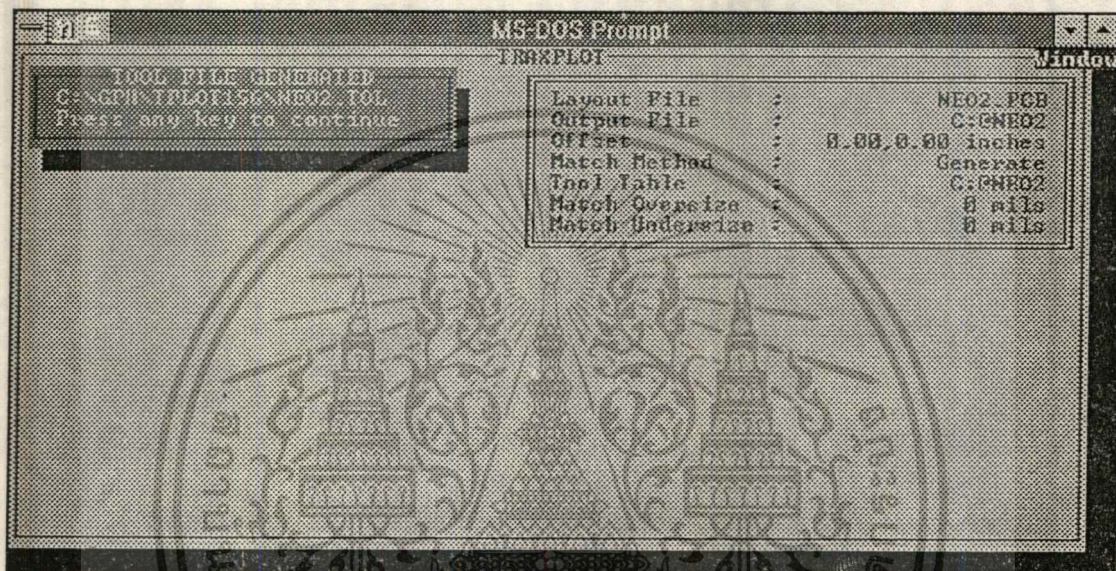 MS-DOS Prompt
TRAXPLOT
Window
TOOL FILE GENERATED
C:\GPH\TPLOT156\NEO2.TOL
Press any key to continue
Layout File : NEO2.PCB
Output File : C:@NEO2
Offset : 0.00,0.00 inches
Match Method : Generate
Tool Table : C:@NEO2
Match Oversize : 0 mils
Match Undersize : 0 mils